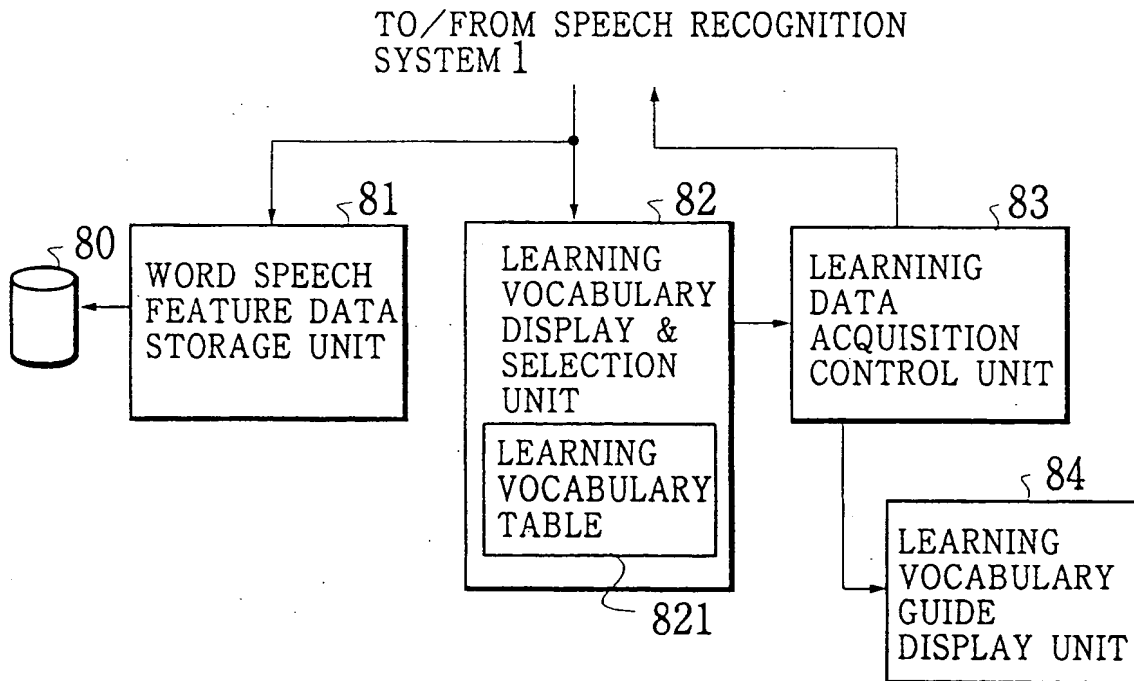 TO/FROM SPEECH RECOGNITION
SYSTEM 1
80
81
WORD SPEECH
FEATURE DATA
STORAGE UNIT
82
LEARNING
VOCABULARY
DISPLAY &
SELECTION
UNIT
LEARNING
VOCABULARY
TABLE
821
83
LEARNINIG
DATA
ACQUISITION
CONTROL UNIT
84
LEARNING
VOCABULARY
GUIDE
DISPLAY UNIT